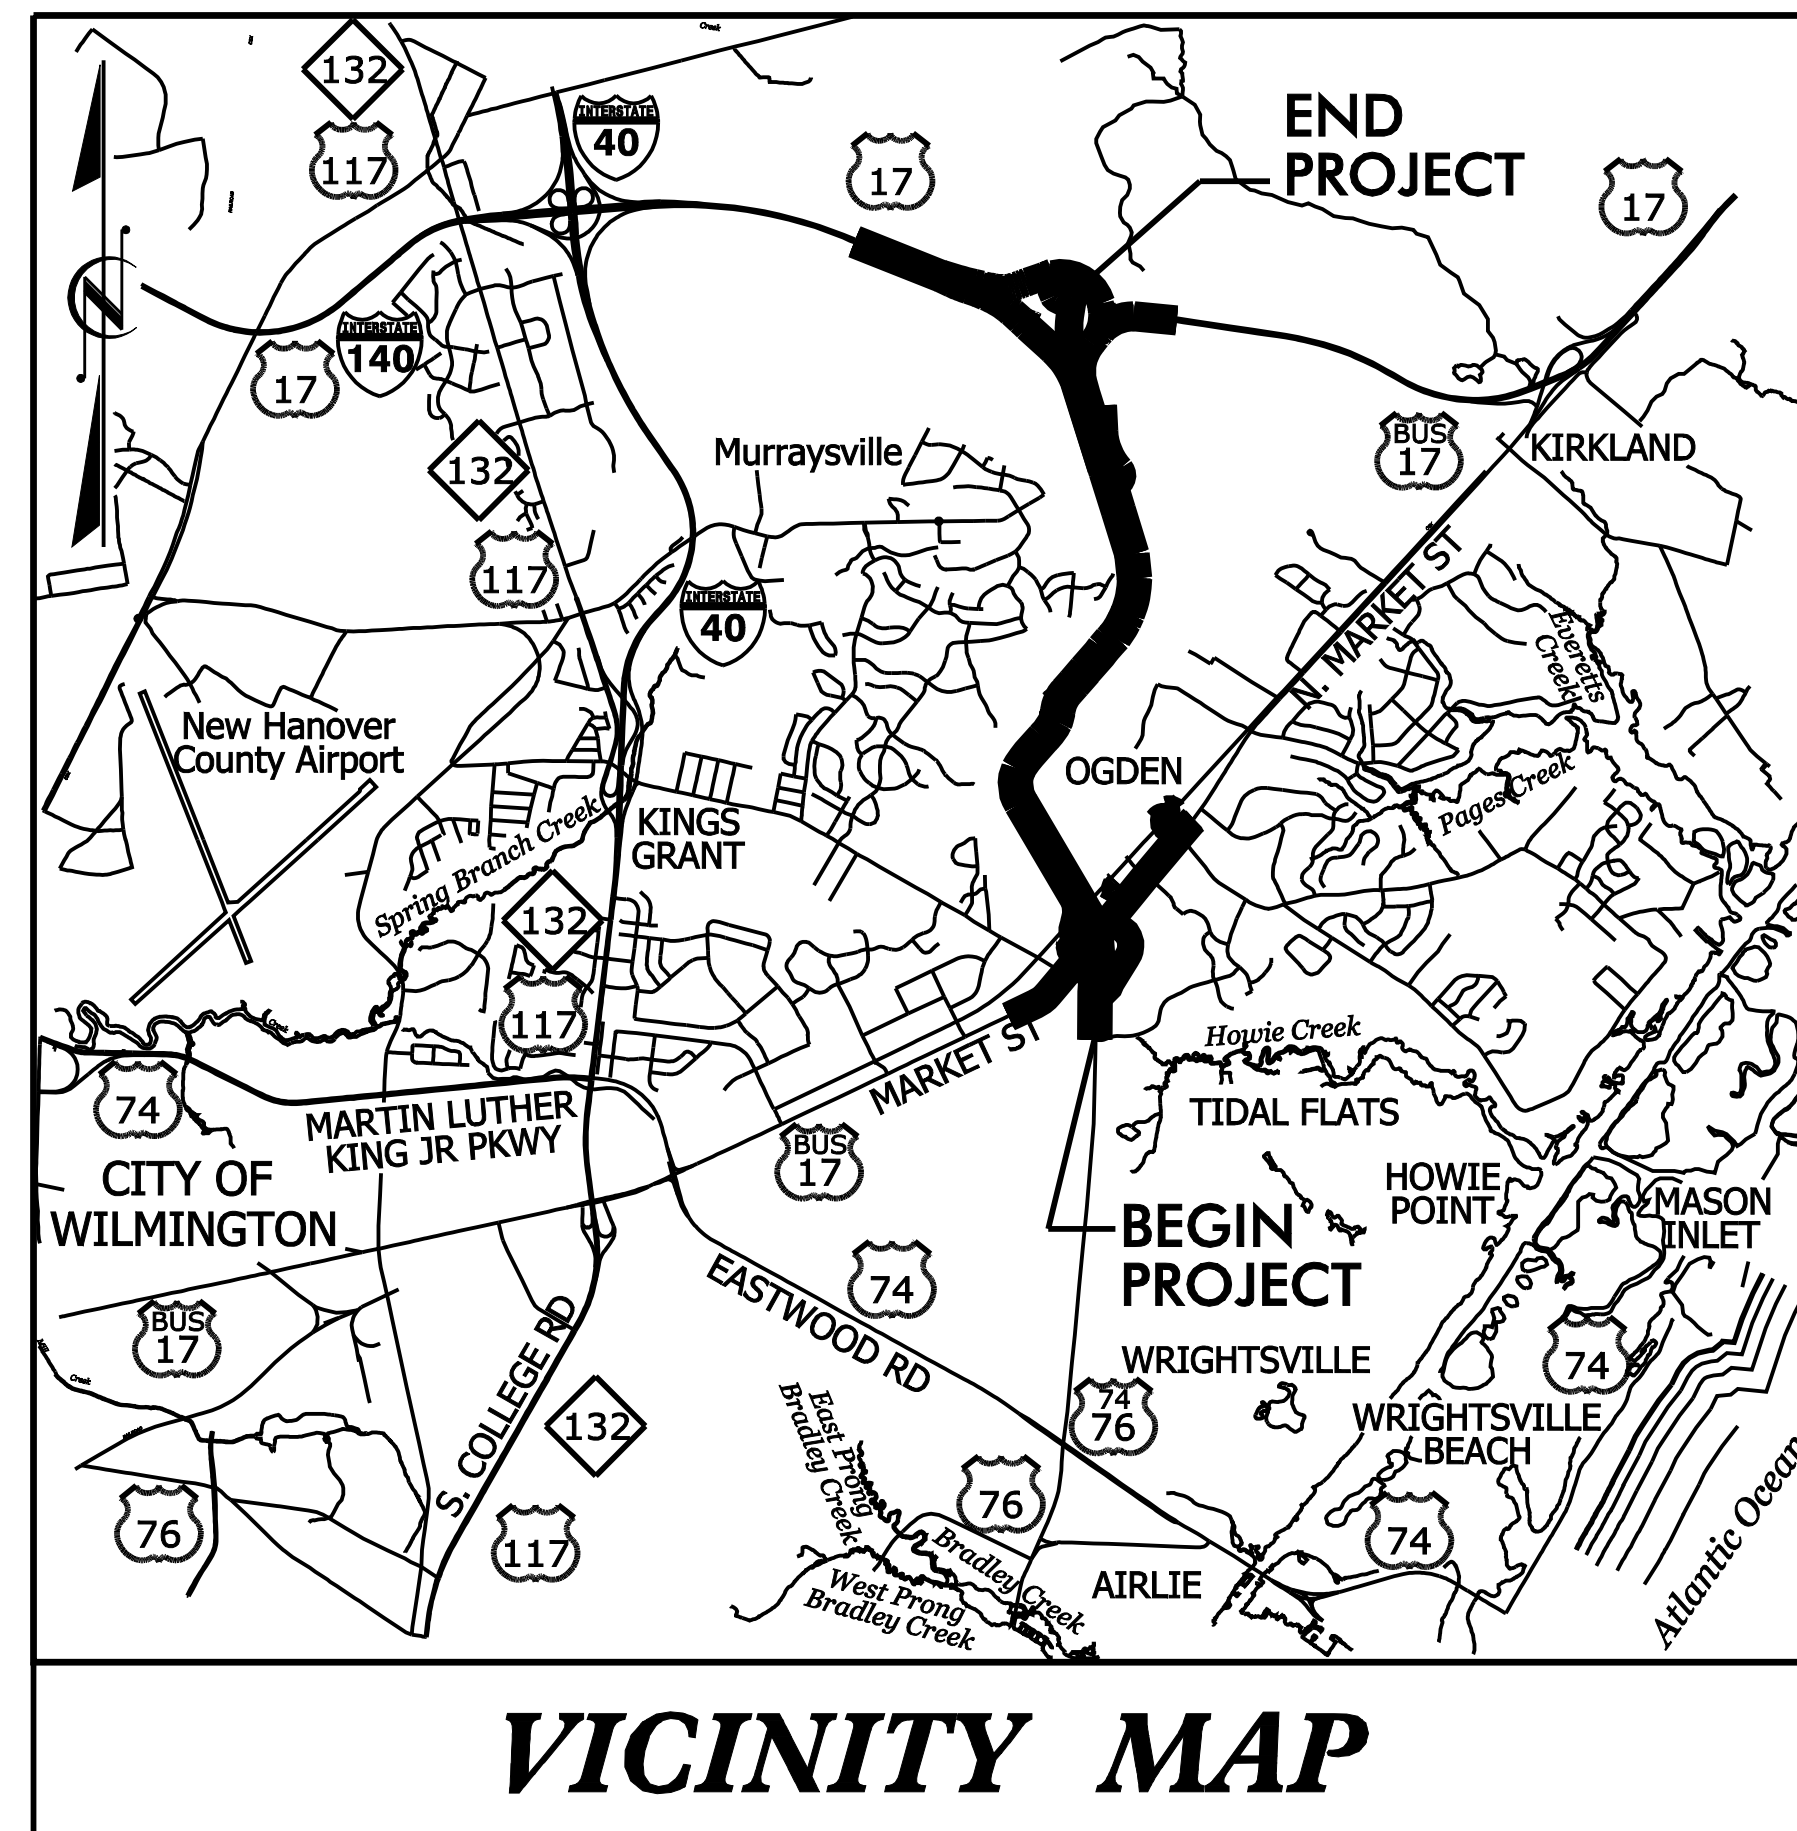 Creek
132
117
INTERSTATE
40
17
END
PROJECT
17
N
INTERSTATE
140
17
132
Murraysville
BUS
17
KIRKLAND
117
INTERSTATE
40
N. MARKET ST
Everetts
Creek
New Hanover
County Airport
OGDEN
Pages Creek
KINGS
GRANT
Spring Branch Creek
132
117
Creek
MARKET ST
Howie Creek
74
MARTIN LUTHER
KING JR PKWY
TIDAL FLATS
BUS
17
CITY OF
WILMINGTON
HOWIE
POINT
MASON
INLET
BEGIN
PROJECT
74
EASTWOOD RD
BUS
17
S. COLLEGE RD
WRIGHTSVILLE
74
Creek
132
74
76
WRIGHTSVILLE
BEACH
East Prong
Bradley Creek
76
76
117
74
Bradley Creek
West Prong
Bradley Creek
AIRLIE
Atlantic Ocean
VICINITY MAP